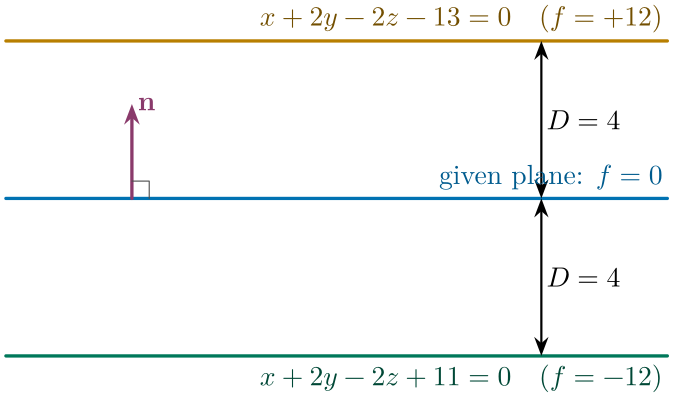 x + 2y − 2z − 13 = 0 (f = +12)
n
D = 4
given plane: f = 0
D = 4
x + 2y − 2z + 11 = 0 (f = −12)